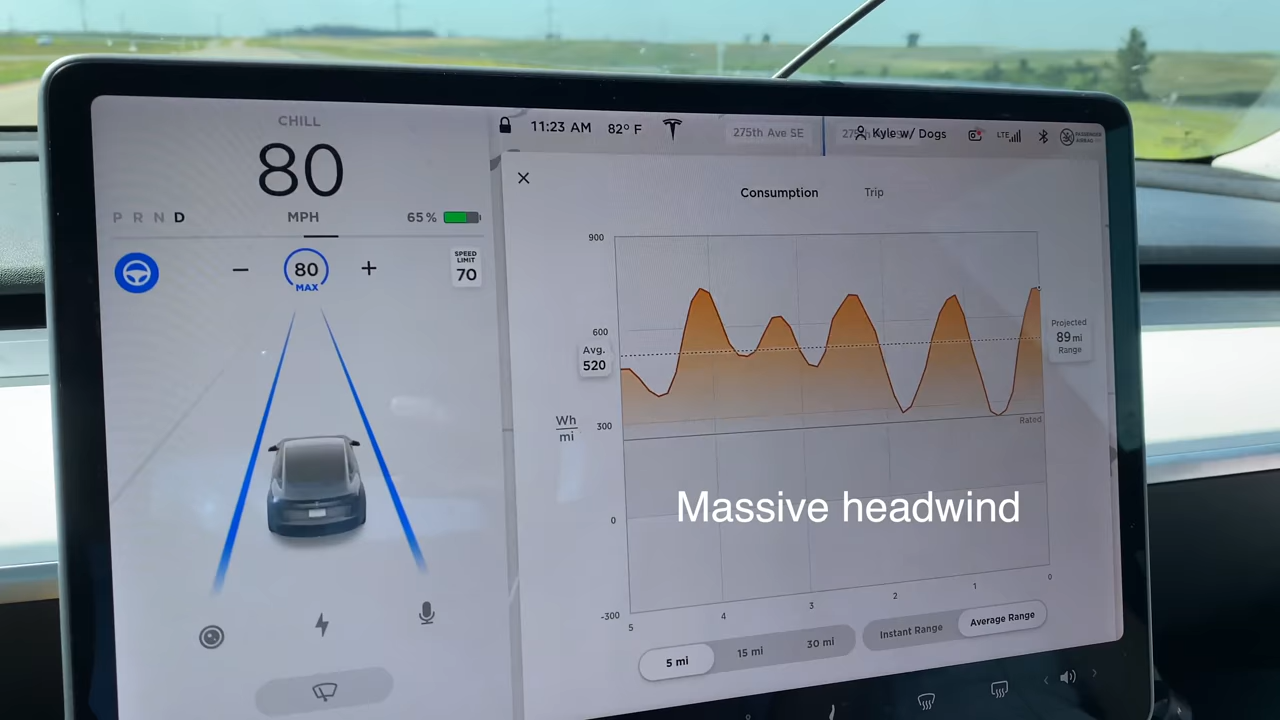 CHILL
80
P R N D
MPH
65 %
80
MAX
SPEED
LIMIT
70
11:23 AM
82° F
275th Ave SE
Kyle w/ Dogs
LTE
PASSENGER
AIRBAG
Consumption
Trip
900
600
300
0
-300
Avg.
520
Wh
mi
Projected
89 mi
Range
Rated
Massive headwind
5
4
3
2
1
0
5 mi
15 mi
30 mi
Instant Range
Average Range